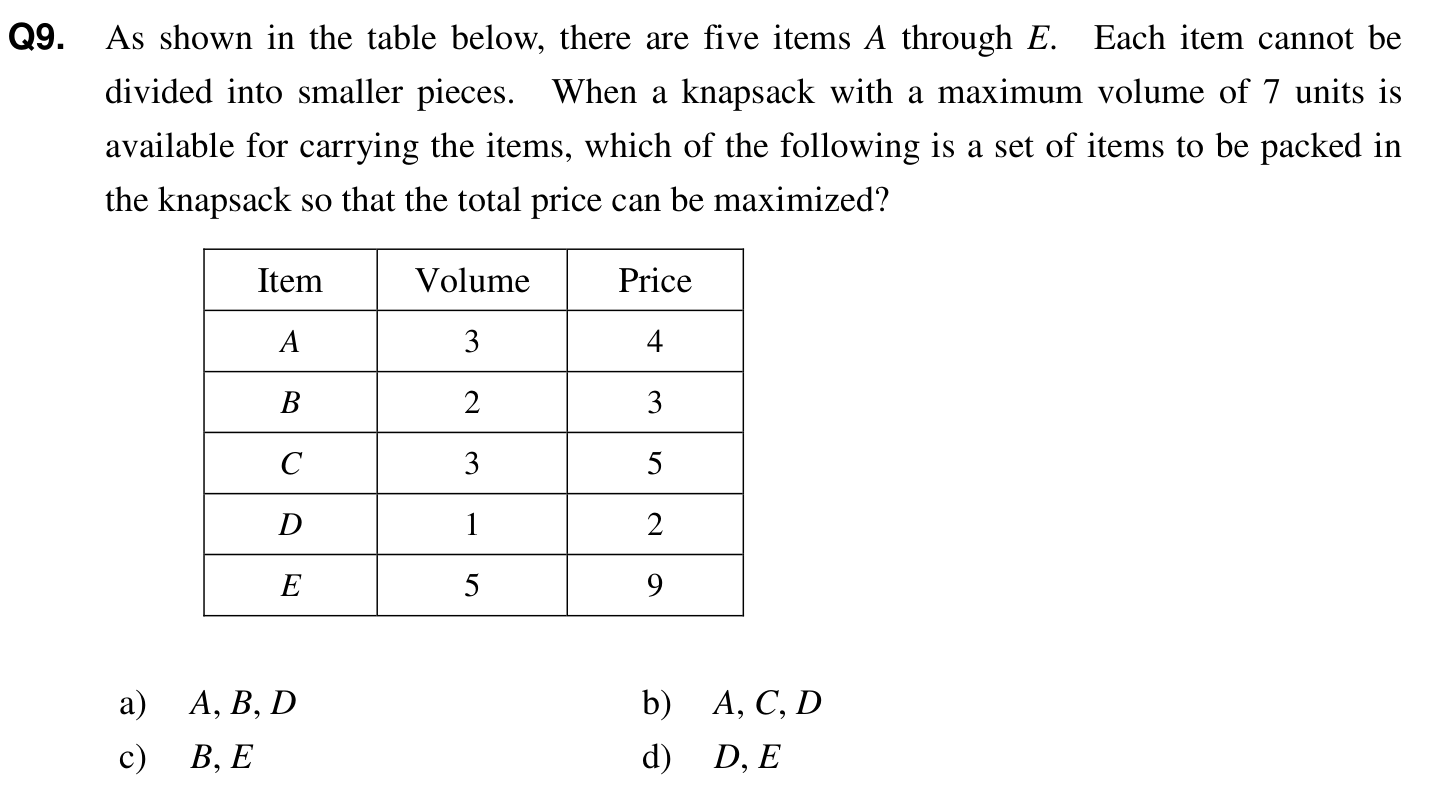 Q9. As shown in the table below, there are five items A through E. Each item cannot be
divided into smaller pieces. When a knapsack with a maximum volume of 7 units is
available for carrying the items, which of the following is a set of items to be packed in
the knapsack so that the total price can be maximized?
Item Volume Price
A 3 4
B 2 3
C 3 5
D 1 2
E 5 9
a) A, B, D b) A, C, D
c) B, E d) D, E